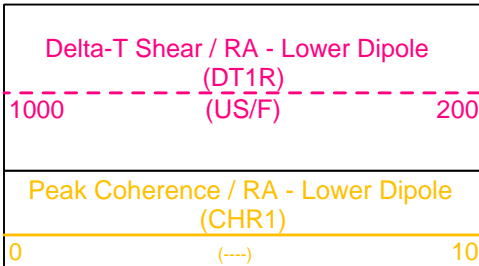 Delta-T Shear / RA - Lower Dipole
(DT1R)
1000 (US/F) 200
Peak Coherence / RA - Lower Dipole
(CHR1)
0 (----) 10